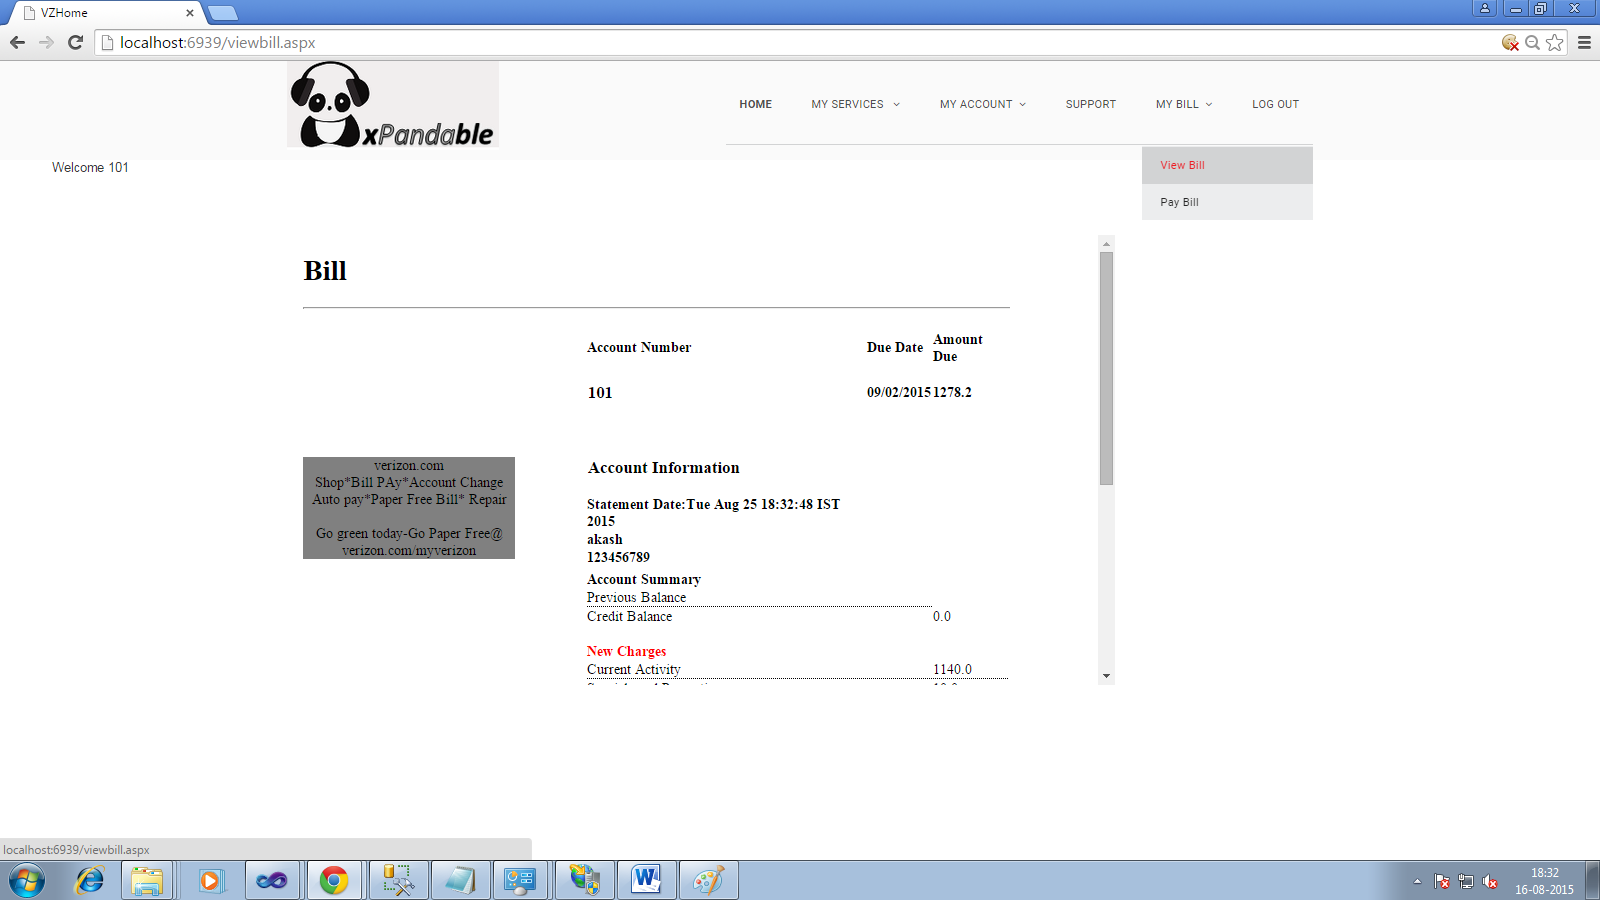 VZHome
localhost:6939/viewbill.aspx
xPandable
HOME
MY SERVICES
MY ACCOUNT
SUPPORT
MY BILL
LOG OUT
View Bill
Pay Bill
Welcome 101
Bill
Account Number
Due Date
Amount
Due
101
09/02/2015
1278.2
verizon.com
Shop*Bill PAy*Account Change
Auto pay*Paper Free Bill* Repair
Go green today-Go Paper Free@
verizon.com/myverizon
Account Information
Statement Date:Tue Aug 25 18:32:48 IST
2015
akash
123456789
Account Summary
Previous Balance
Credit Balance 0.0
New Charges
Current Activity 1140.0
localhost:6939/viewbill.aspx
18:32
16-08-2015